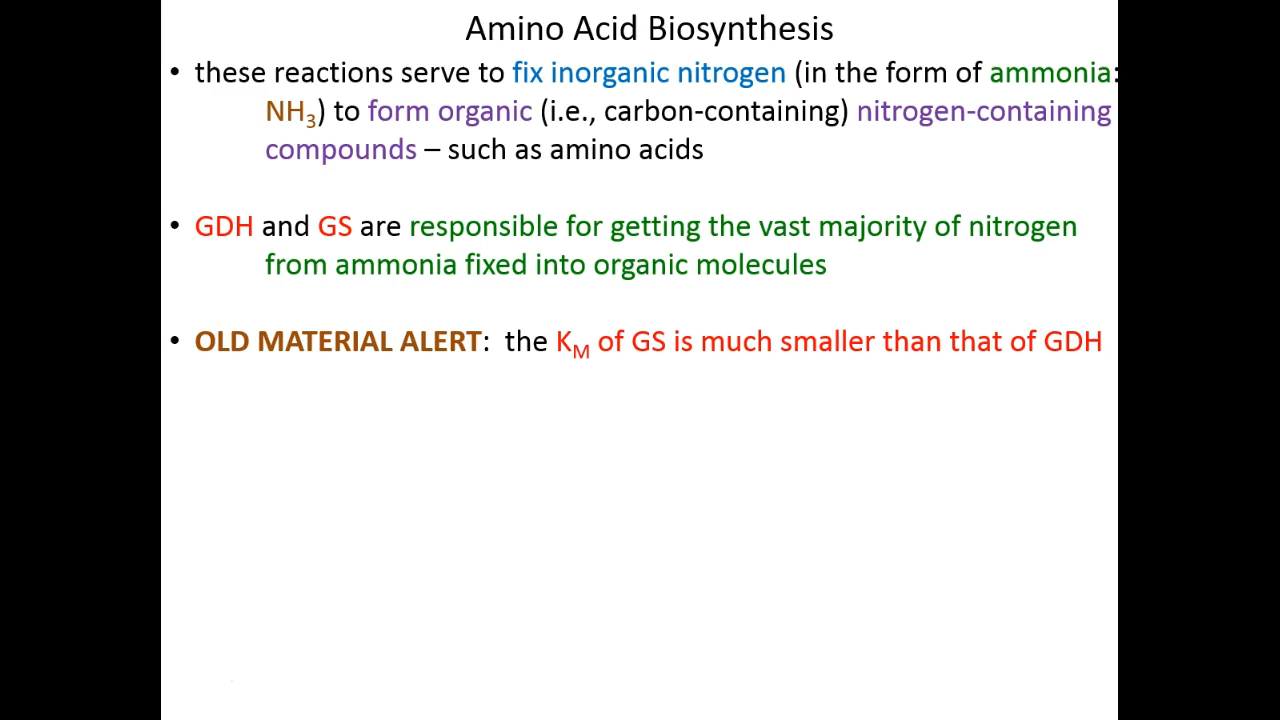 Amino Acid Biosynthesis
• these reactions serve to fix inorganic nitrogen (in the form of ammonia:
NH₃) to form organic (i.e., carbon-containing) nitrogen-containing
compounds – such as amino acids
• GDH and GS are responsible for getting the vast majority of nitrogen
from ammonia fixed into organic molecules
• OLD MATERIAL ALERT: the K_M of GS is much smaller than that of GDH